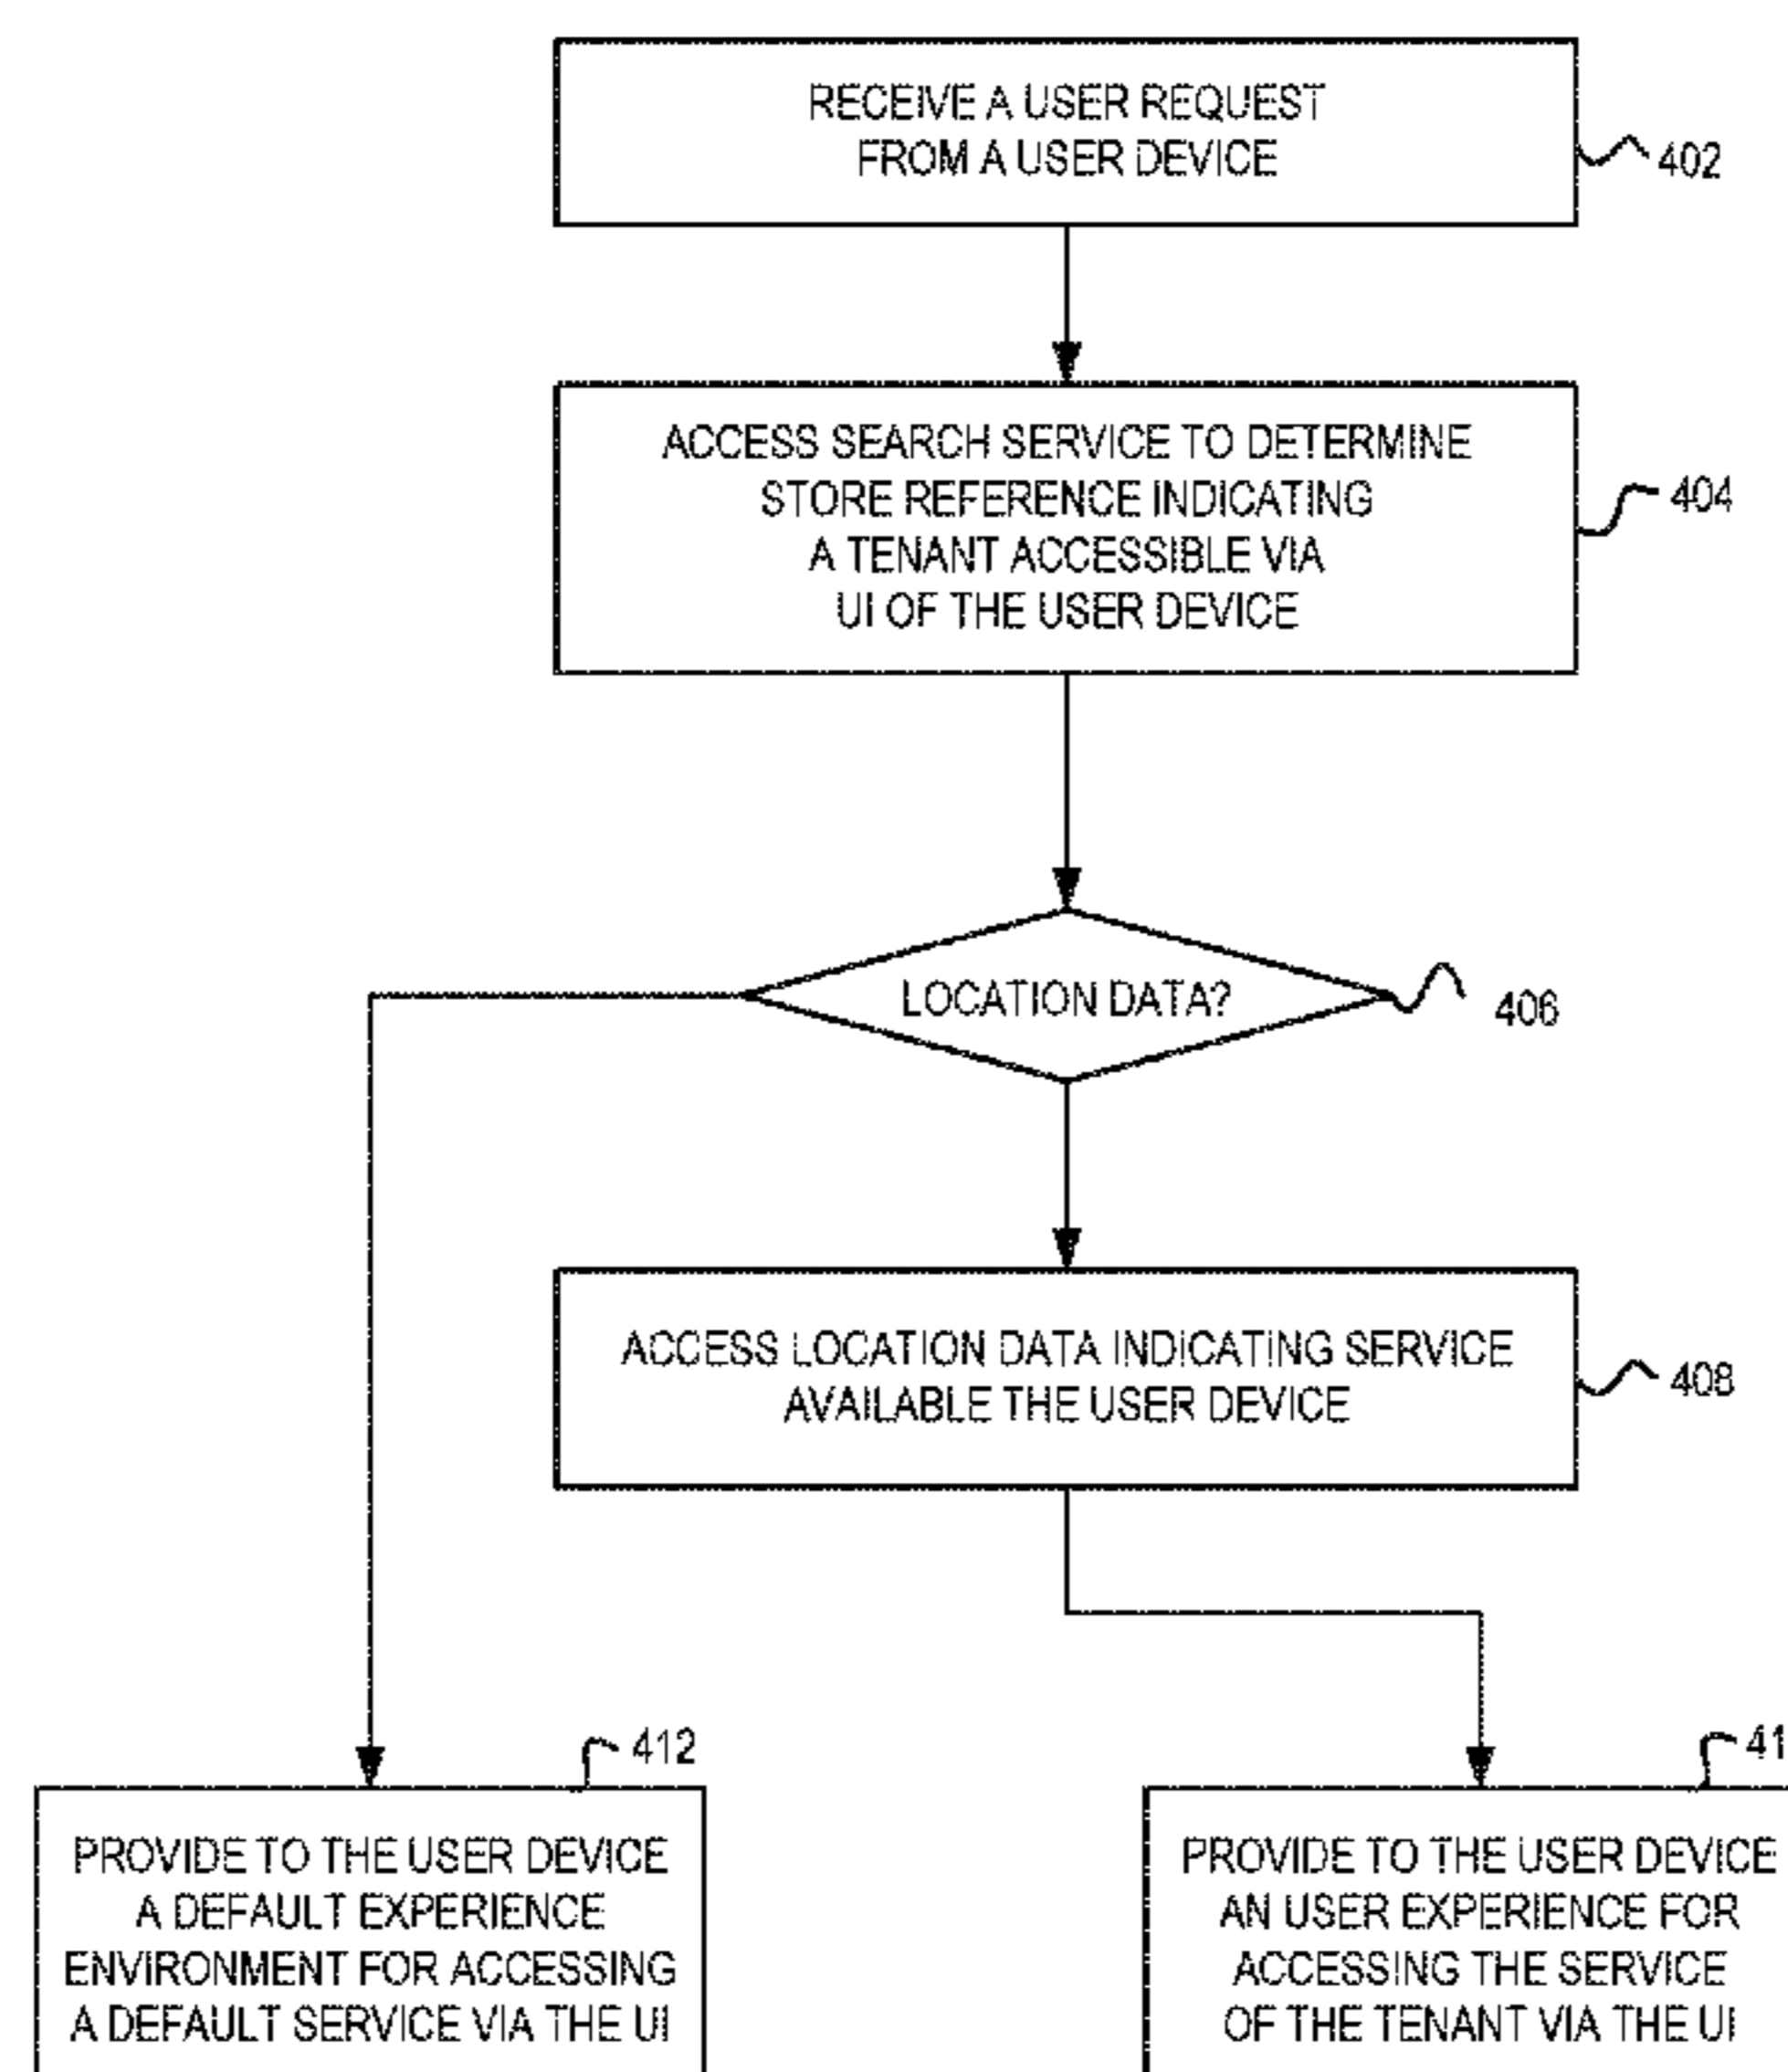 RECEIVE A USER REQUEST
FROM A USER DEVICE
402
ACCESS SEARCH SERVICE TO DETERMINE
STORE REFERENCE INDICATING
A TENANT ACCESSIBLE VIA
UI OF THE USER DEVICE
404
LOCATION DATA?
406
ACCESS LOCATION DATA INDICATING SERVICE
AVAILABLE THE USER DEVICE
408
412
PROVIDE TO THE USER DEVICE
A DEFAULT EXPERIENCE
ENVIRONMENT FOR ACCESSING
A DEFAULT SERVICE VIA THE UI
PROVIDE TO THE USER DEVICE
AN USER EXPERIENCE FOR
ACCESSING THE SERVICE
OF THE TENANT VIA THE UI